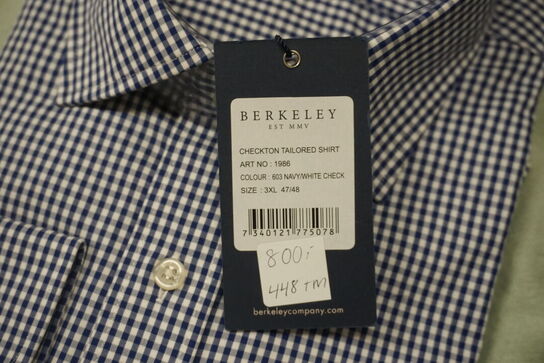 BERKELEY
EST MMV
CHECKTON TAILORED SHIRT
ART NO : 1986
COLOUR : 603 NAVY/WHITE CHECK
SIZE : 3XL 47/48
7 340121 775078
800:-
448 TM
berkeleycompany.com